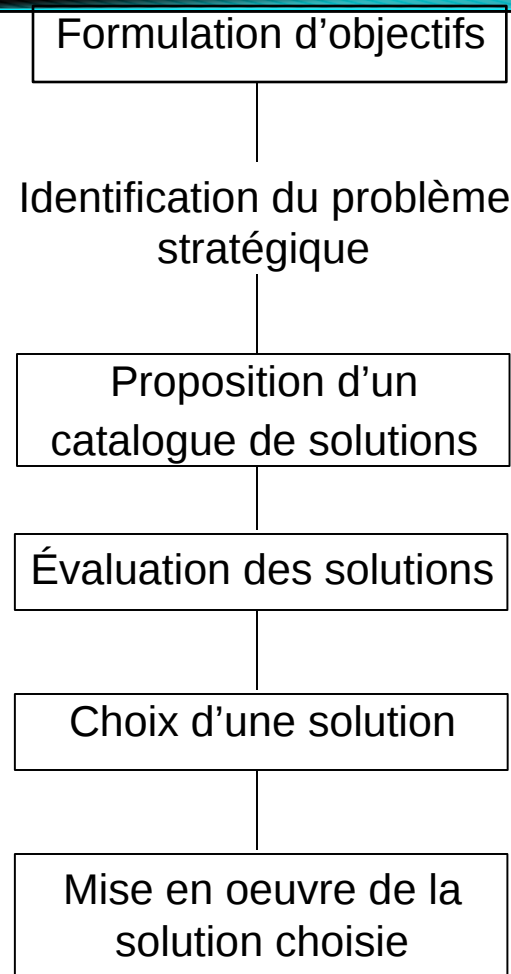 Formulation d’objectifs
Identification du problème
stratégique
Proposition d’un
catalogue de solutions
Évaluation des solutions
Choix d’une solution
Mise en oeuvre de la
solution choisie